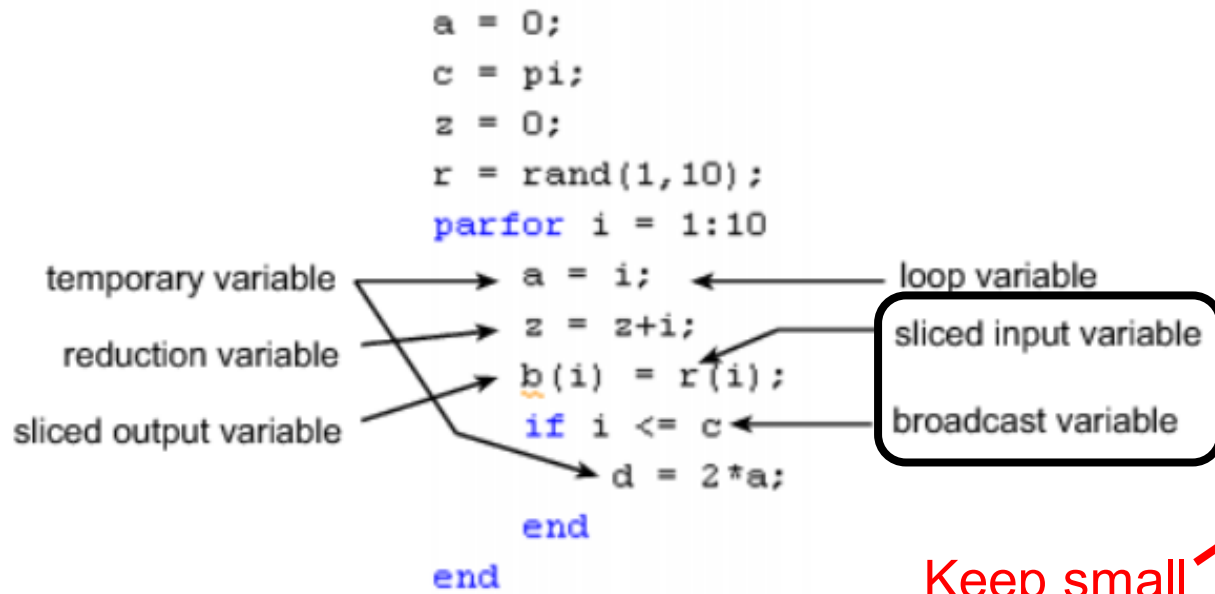 a = 0;
c = pi;
z = 0;
r = rand(1,10);
parfor i = 1:10
temporary variable
a = i;
loop variable
reduction variable
z = z+i;
sliced input variable
sliced output variable
b(i) = r(i);
if i <= c
broadcast variable
d = 2*a;
end
end
Keep small